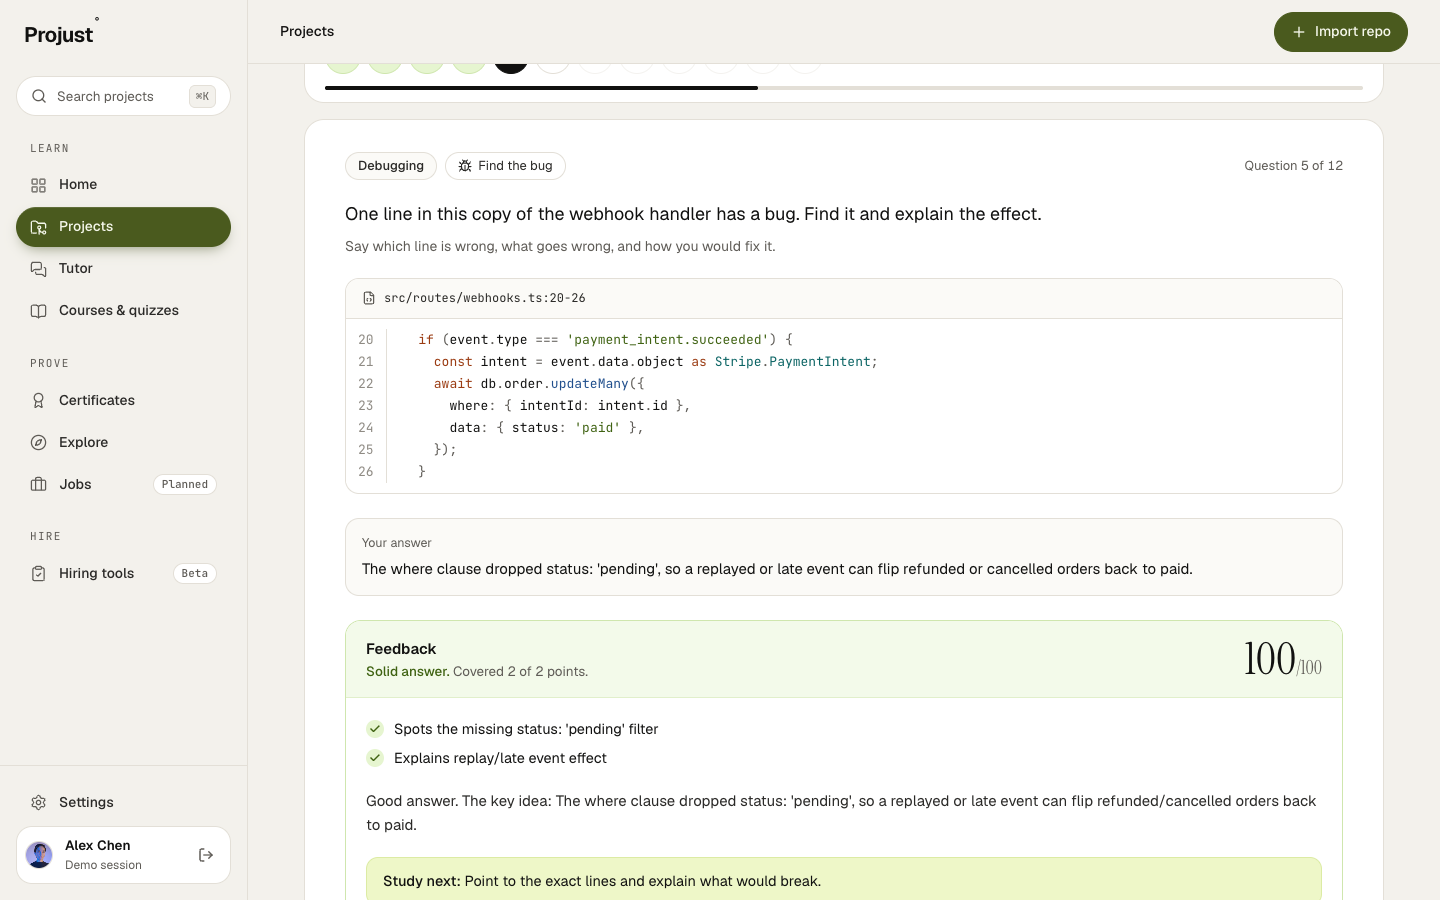 Projust°
Search projects ⌘K
LEARN
Home
Projects
Tutor
Courses & quizzes
PROVE
Certificates
Explore
Jobs Planned
HIRE
Hiring tools Beta
Settings
Alex Chen
Demo session
Projects
+ Import repo
Debugging Find the bug Question 5 of 12
One line in this copy of the webhook handler has a bug. Find it and explain the effect.
Say which line is wrong, what goes wrong, and how you would fix it.
src/routes/webhooks.ts:20-26
20 if (event.type === 'payment_intent.succeeded') {
21 const intent = event.data.object as Stripe.PaymentIntent;
22 await db.order.updateMany({
23 where: { intentId: intent.id },
24 data: { status: 'paid' },
25 });
26 }
Your answer
The where clause dropped status: 'pending', so a replayed or late event can flip refunded or cancelled orders back to paid.
Feedback
Solid answer. Covered 2 of 2 points.
100/100
Spots the missing status: 'pending' filter
Explains replay/late event effect
Good answer. The key idea: The where clause dropped status: 'pending', so a replayed or late event can flip refunded/cancelled orders back
to paid.
Study next: Point to the exact lines and explain what would break.